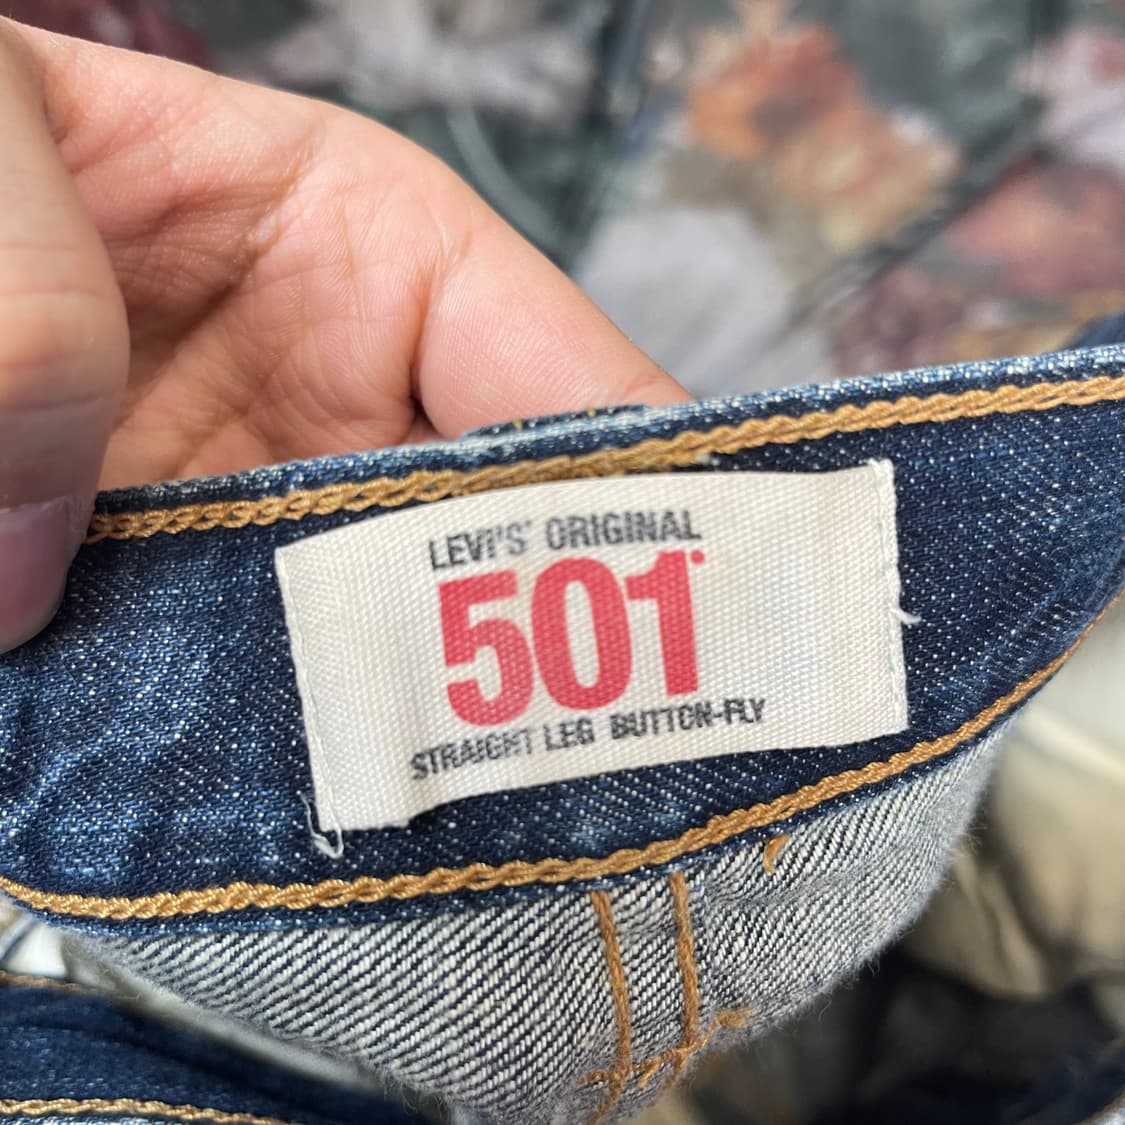 LEVI'S® ORIGINAL
501®
STRAIGHT LEG BUTTON-FLY